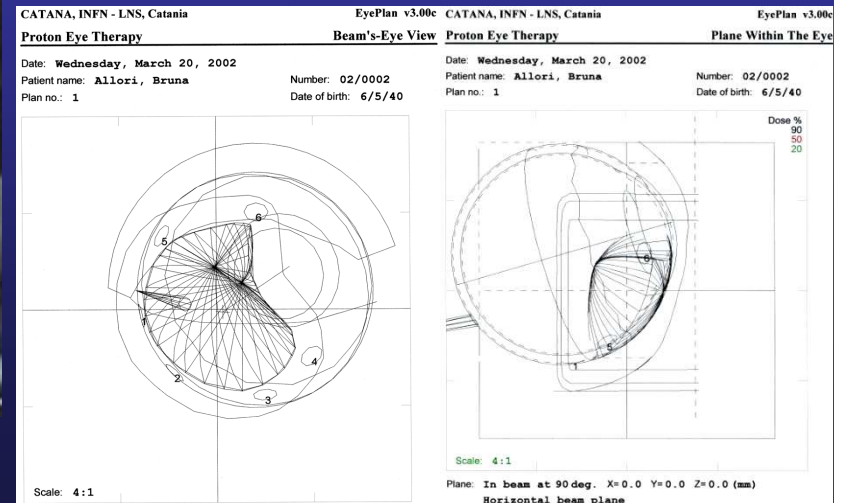 CATANA, INFN - LNS, Catania
EyePlan v3.00c
Proton Eye Therapy
Beam's-Eye View
Date: Wednesday, March 20, 2002
Patient name: Allori, Bruna
Number: 02/0002
Plan no.: 1
Date of birth: 6/5/40
6
5
1
4
2
3
Scale: 4:1
CATANA, INFN - LNS, Catania
EyePlan v3.00c
Proton Eye Therapy
Plane Within The Eye
Date: Wednesday, March 20, 2002
Patient name: Allori, Bruna
Number: 02/0002
Plan no.: 1
Date of birth: 6/5/40
Dose %
90
50
20
6
5
1
Scale: 4:1
Plane: In beam at 90 deg. X= 0.0 Y= 0.0 Z= 0.0 (mm)
Horizontal beam plane